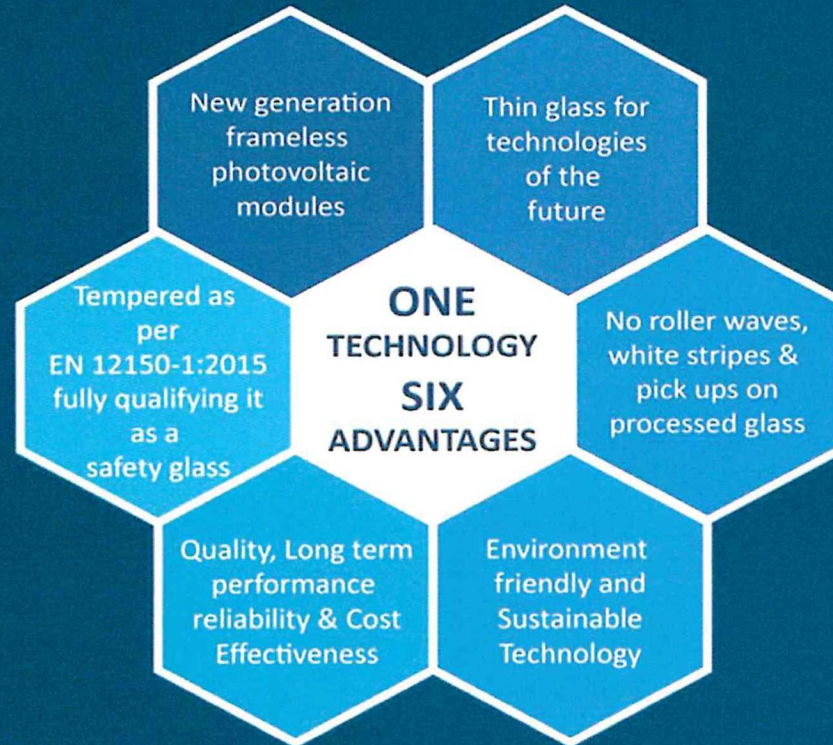 New generation
frameless
photovoltaic
modules
Thin glass for
technologies
of the
future
Tempered as
per
EN 12150-1:2015
fully qualifying it
as a
safety glass
ONE
TECHNOLOGY
SIX
ADVANTAGES
No roller waves,
white stripes &
pick ups on
processed glass
Quality, Long term
performance
reliability & Cost
Effectiveness
Environment
friendly and
Sustainable
Technology